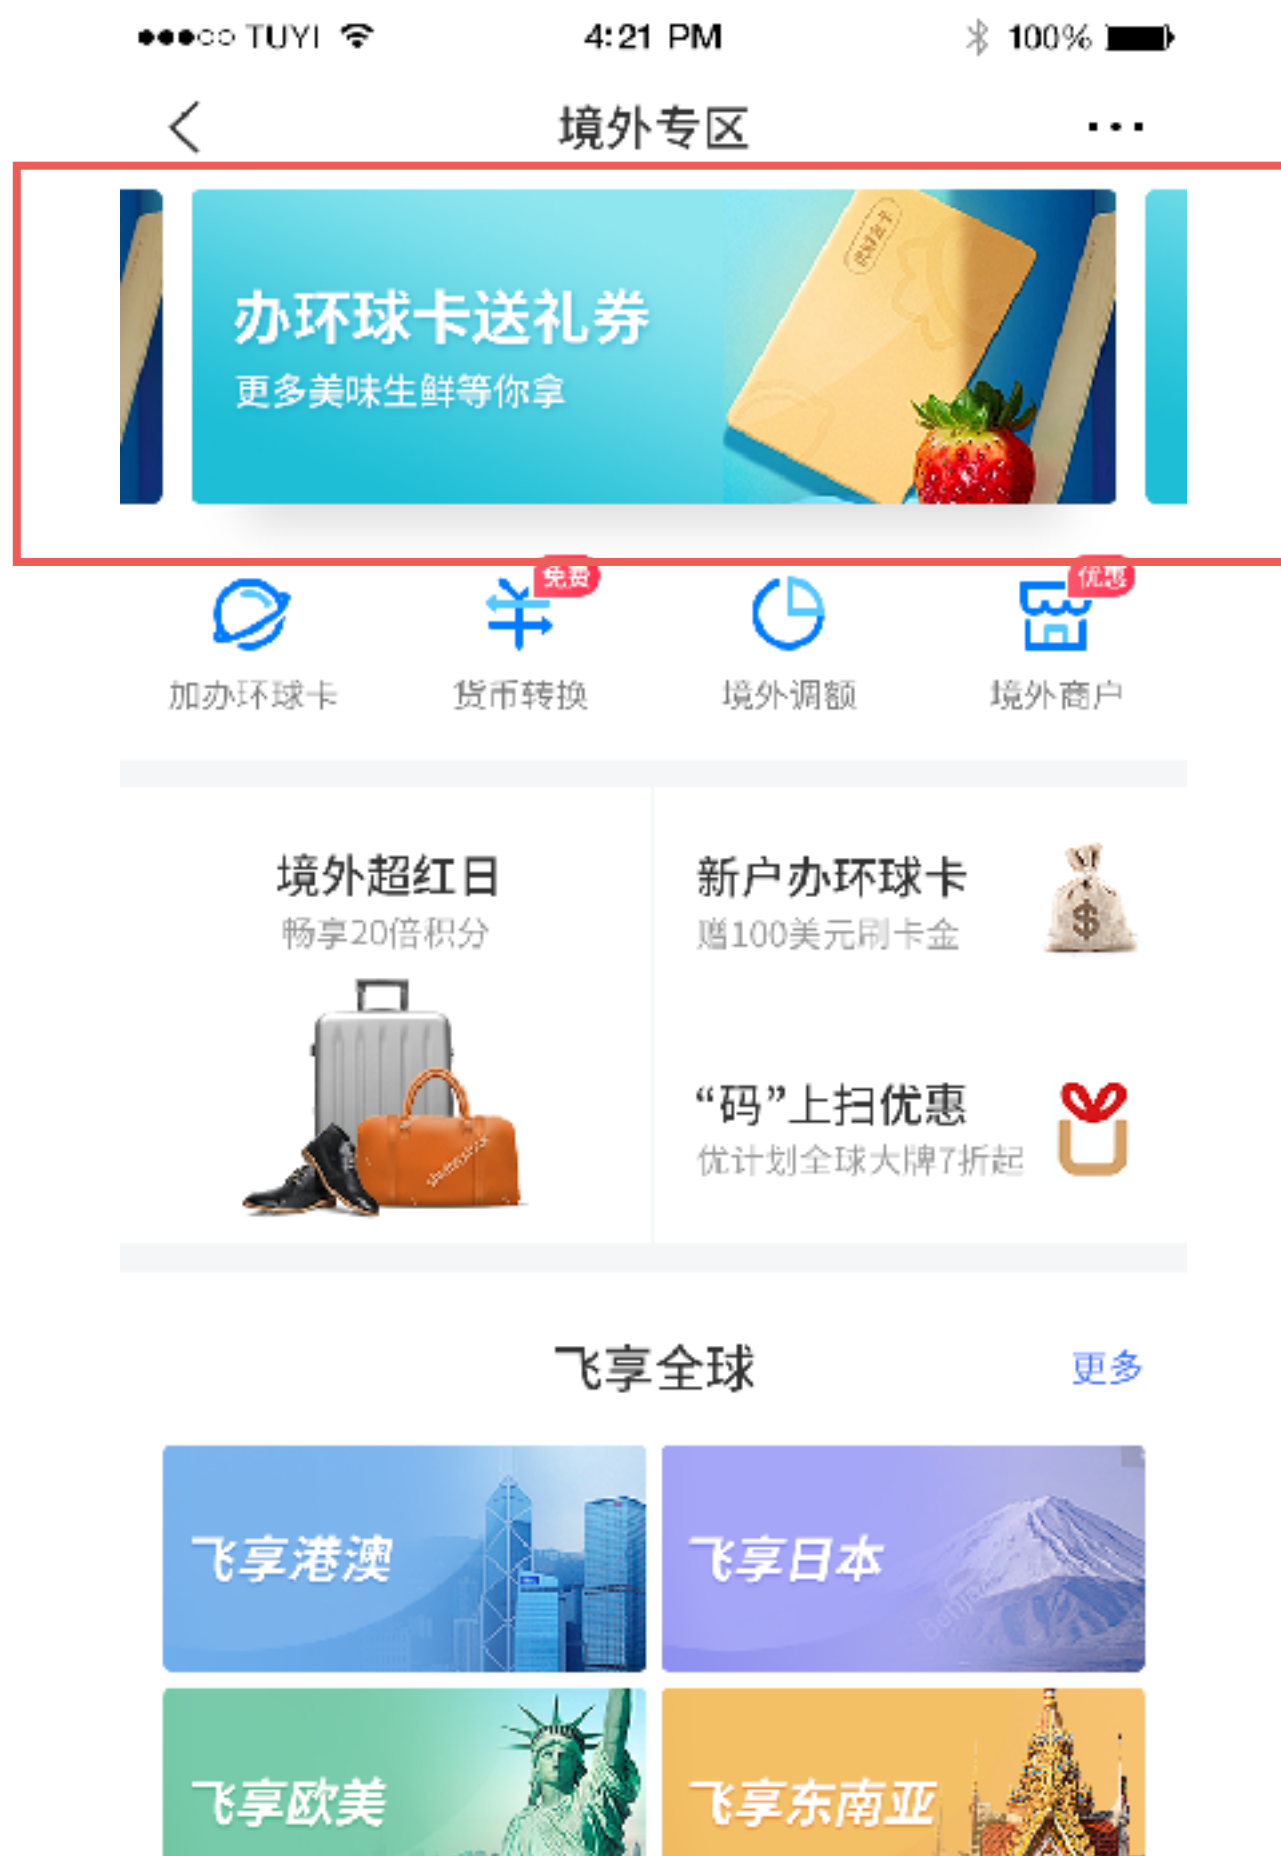 TUYI 4:21 PM 100%
境外专区
办环球卡送礼券
更多美味生鲜等你拿
免费
优惠
加办环球卡 货币转换 境外调额 境外商户
境外超红日
畅享20倍积分
新户办环球卡
赠100美元刷卡金
$
“码”上扫优惠
优计划全球大牌7折起
飞享全球
更多
飞享港澳 飞享日本
飞享欧美 飞享东南亚